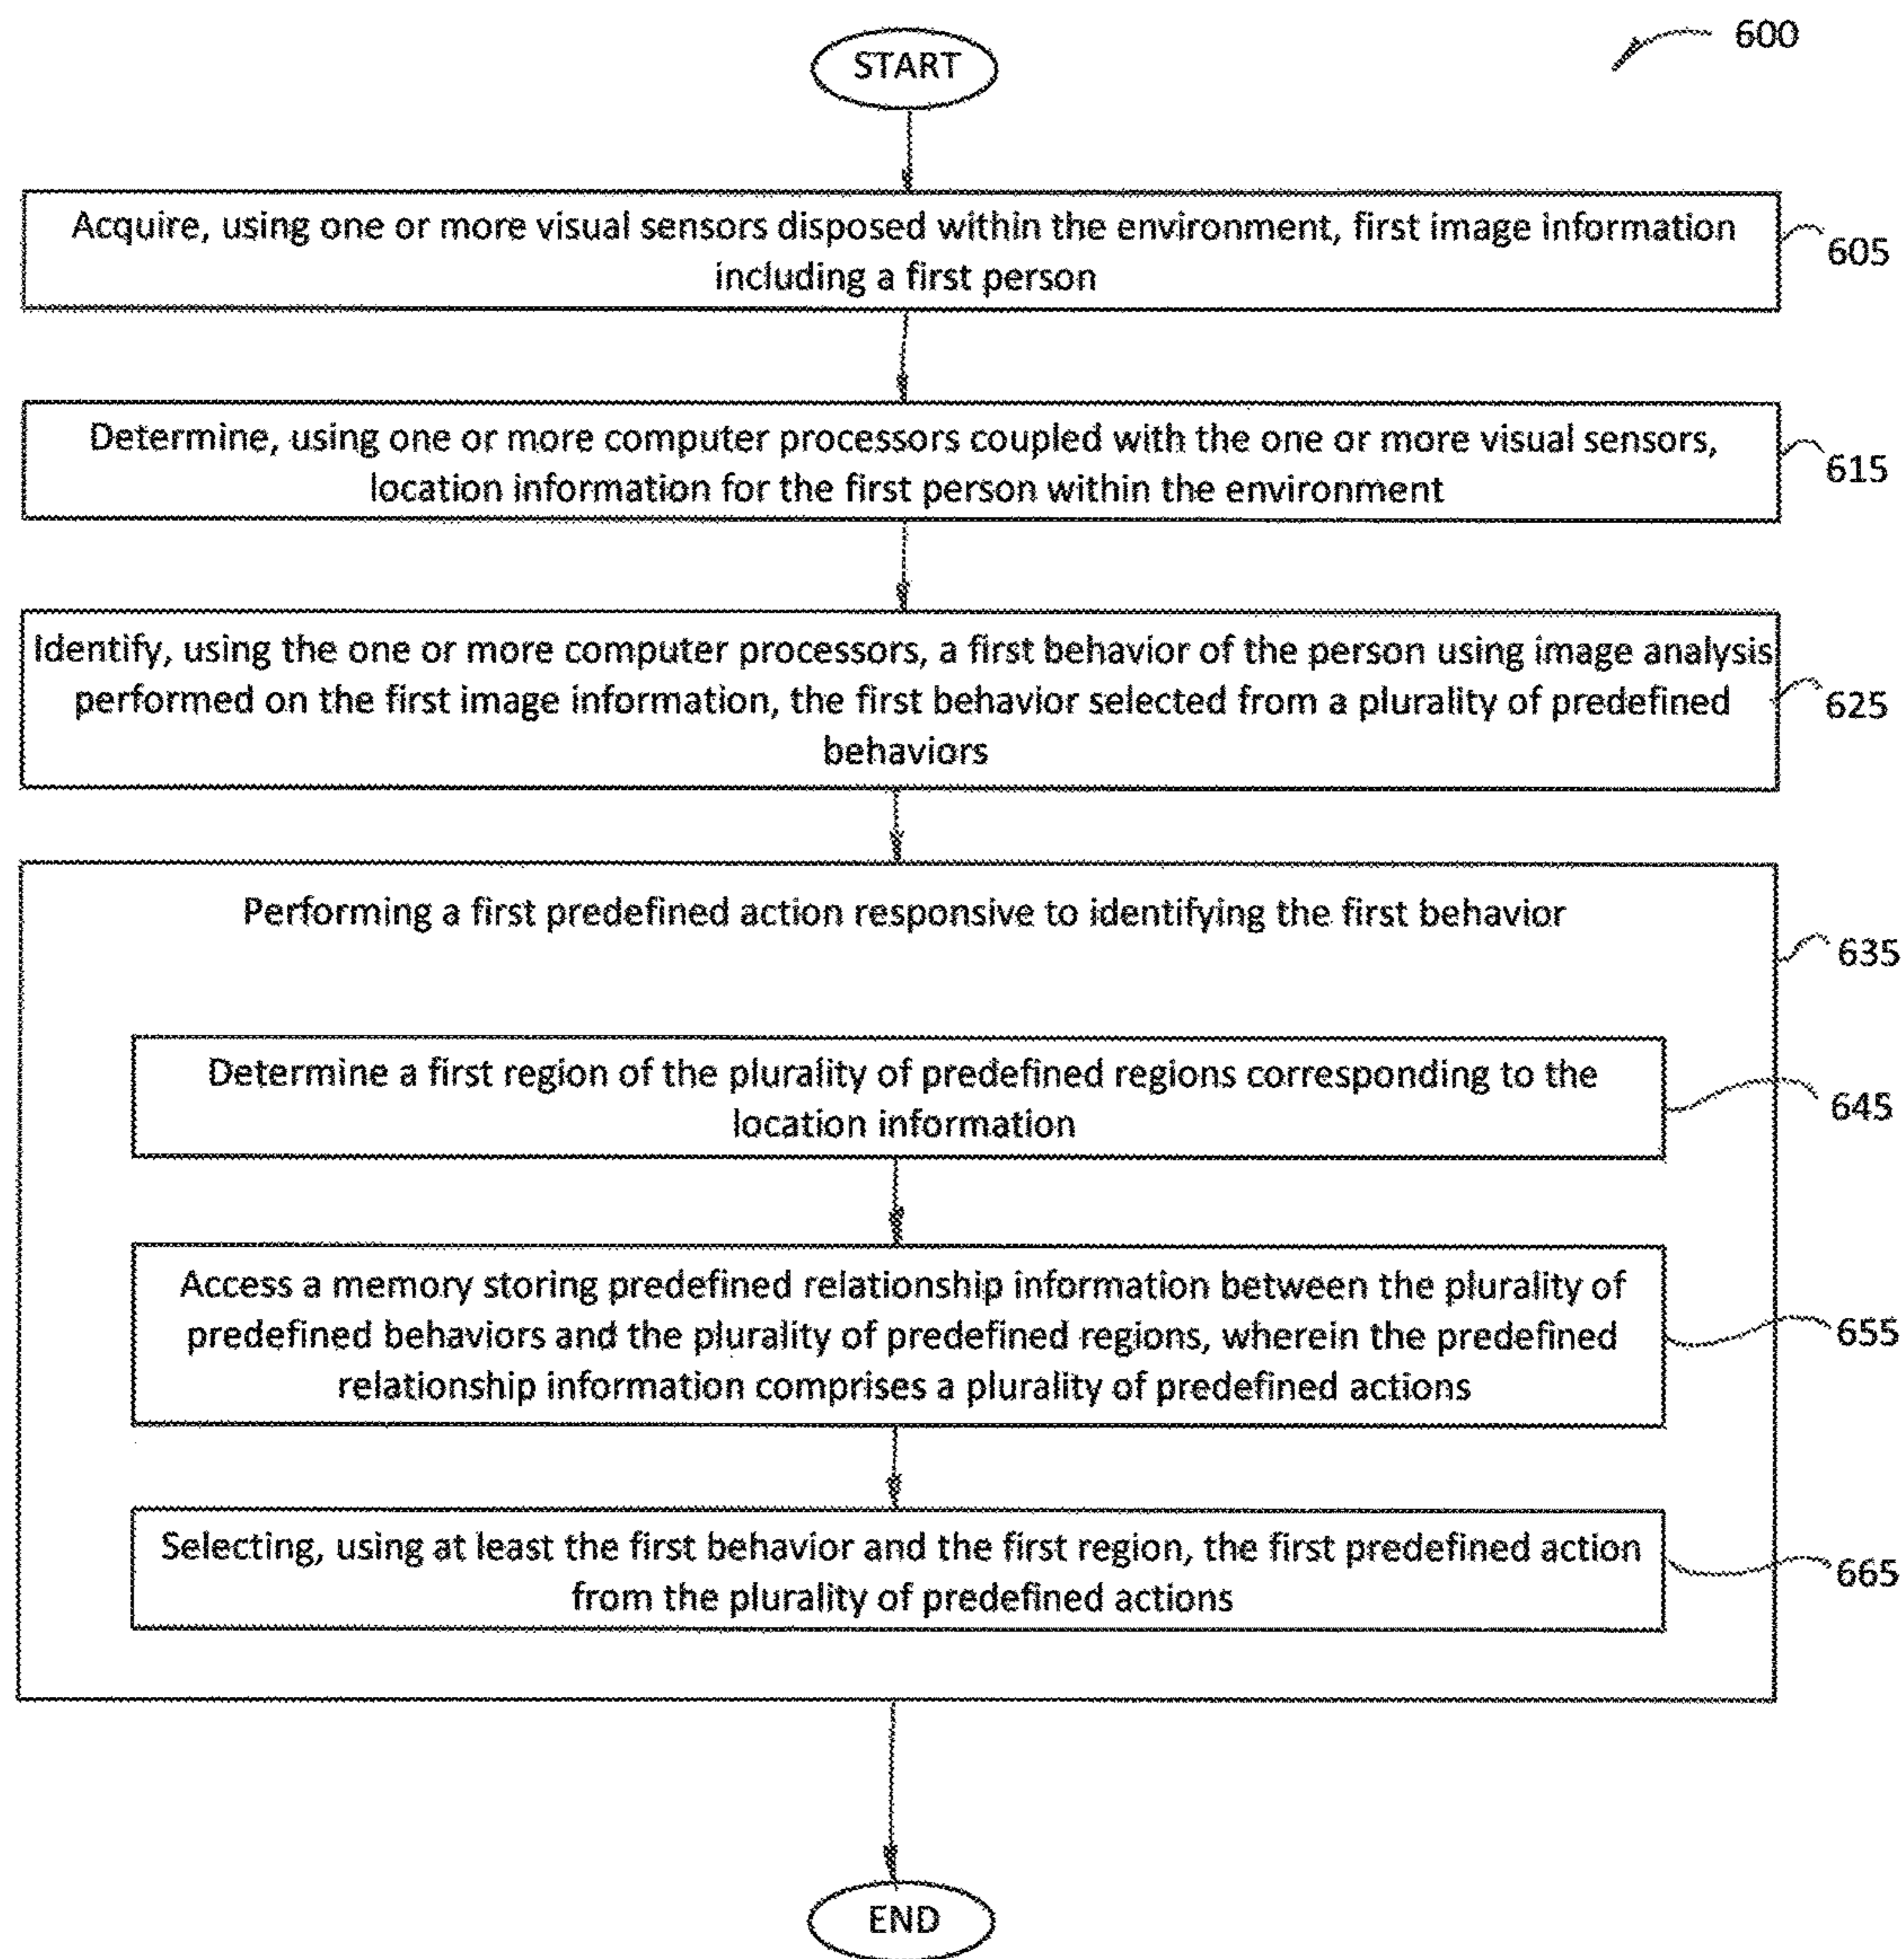 600
START
Acquire, using one or more visual sensors disposed within the environment, first image information
including a first person
605
Determine, using one or more computer processors coupled with the one or more visual sensors,
location information for the first person within the environment
615
Identify, using the one or more computer processors, a first behavior of the person using image analysis
performed on the first image information, the first behavior selected from a plurality of predefined
behaviors
625
Performing a first predefined action responsive to identifying the first behavior
635
Determine a first region of the plurality of predefined regions corresponding to the
location information
645
Access a memory storing predefined relationship information between the plurality of
predefined behaviors and the plurality of predefined regions, wherein the predefined
relationship information comprises a plurality of predefined actions
655
Selecting, using at least the first behavior and the first region, the first predefined action
from the plurality of predefined actions
665
END